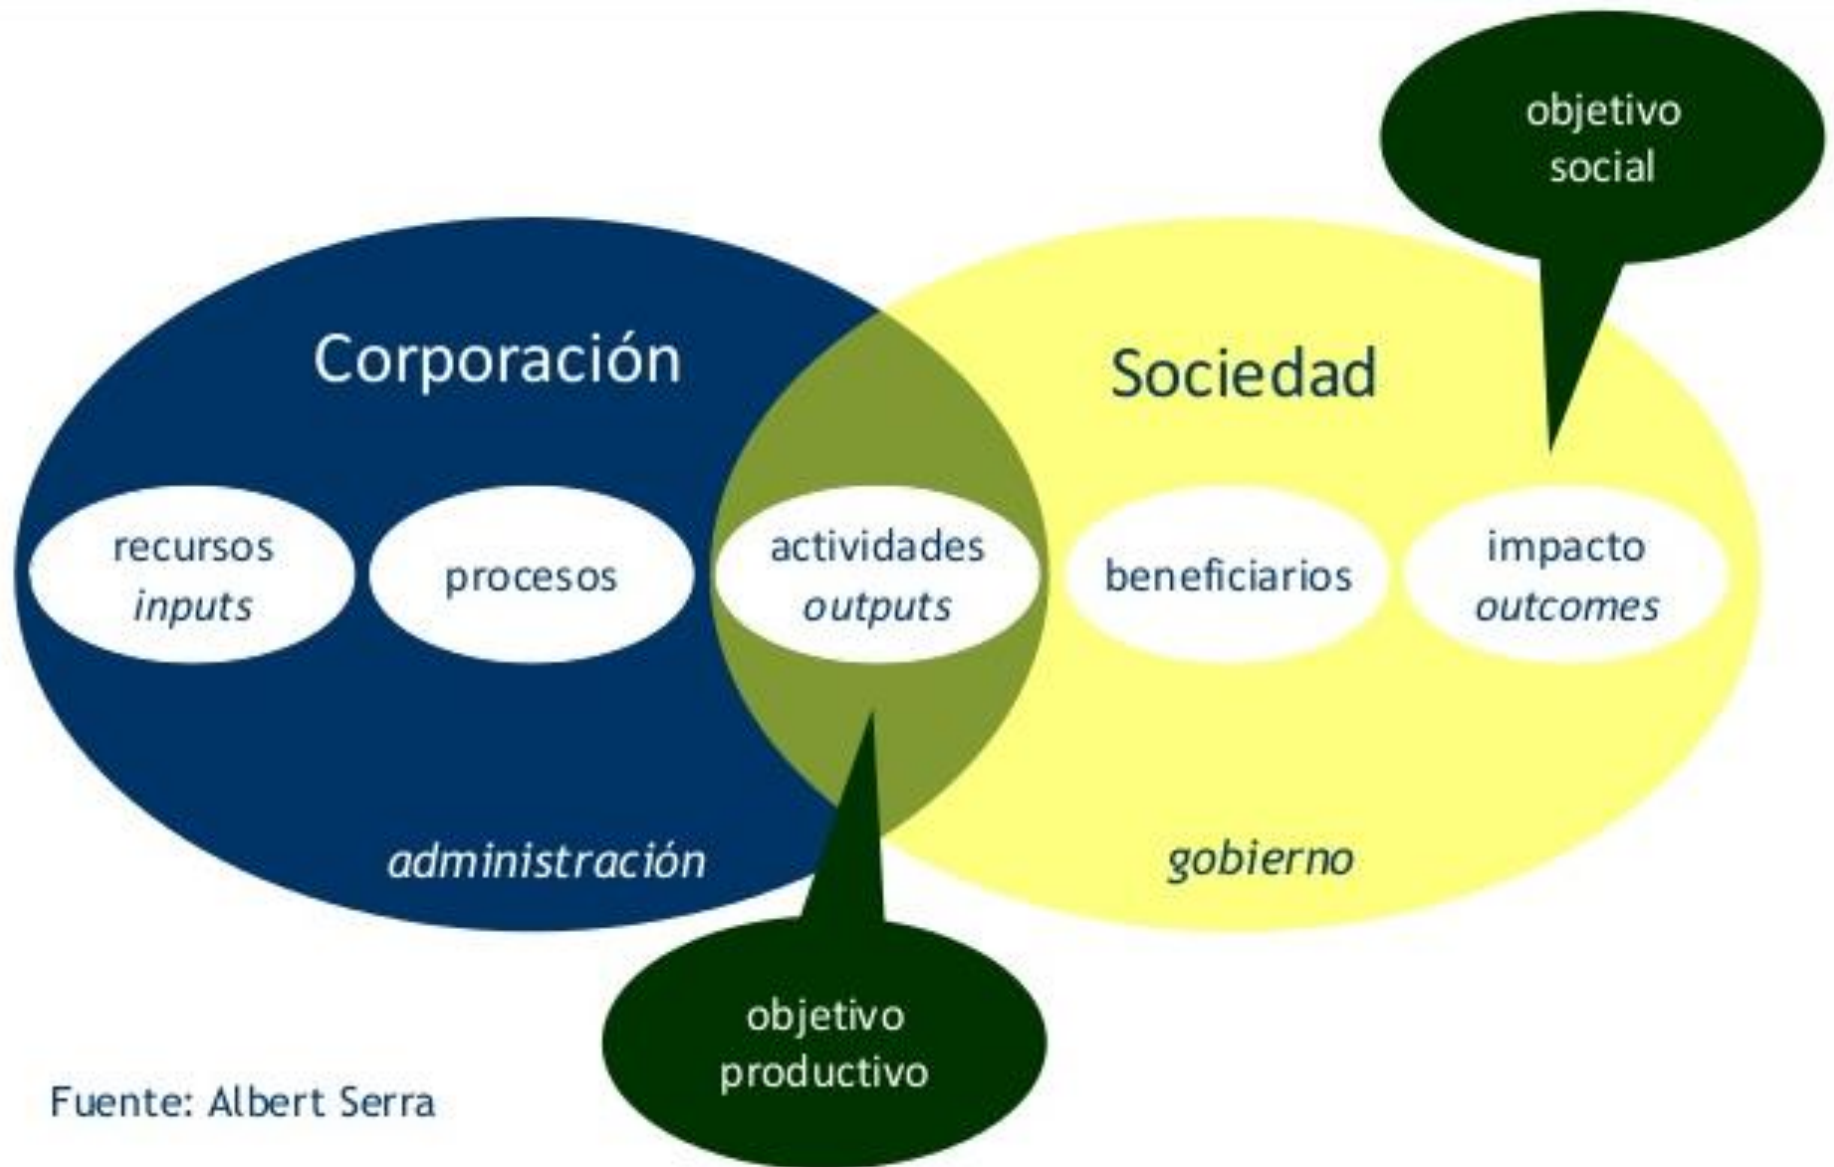 objetivo
social
Corporación
Sociedad
recursos
inputs
procesos
actividades
outputs
beneficiarios
impacto
outcomes
administración
gobierno
objetivo
productivo
Fuente: Albert Serra